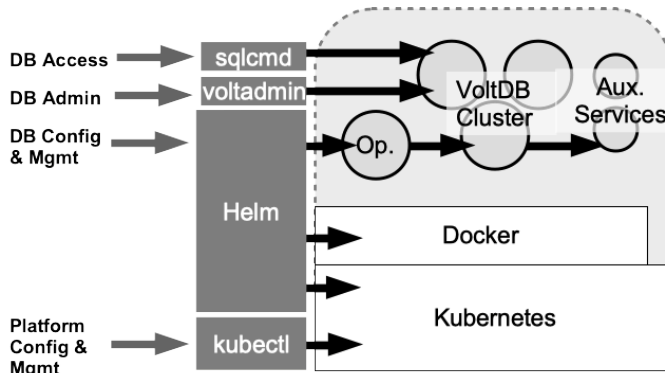 DB Access
sqlcmd
DB Admin
voltadmin
VoltDB
Cluster
Aux.
Services
DB Config
& Mgmt
Op.
Helm
Docker
Kubernetes
Platform
Config &
Mgmt
kubectl